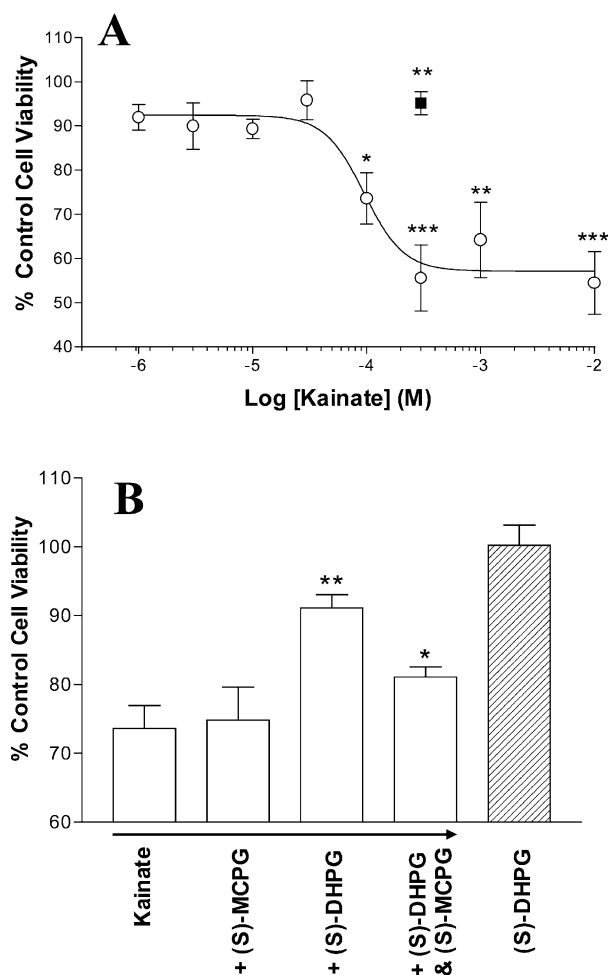 A
110
100
90
80
70
60
50
40
% Control Cell Viability
**
*
***
**
***
-6
-5
-4
-3
-2
Log [Kainate] (M)
B
110
100
90
80
70
60
% Control Cell Viability
**
*
Kainate
+ (S)-MCPG
+ (S)-DHPG
+ (S)-DHPG
& (S)-MCPG
(S)-DHPG